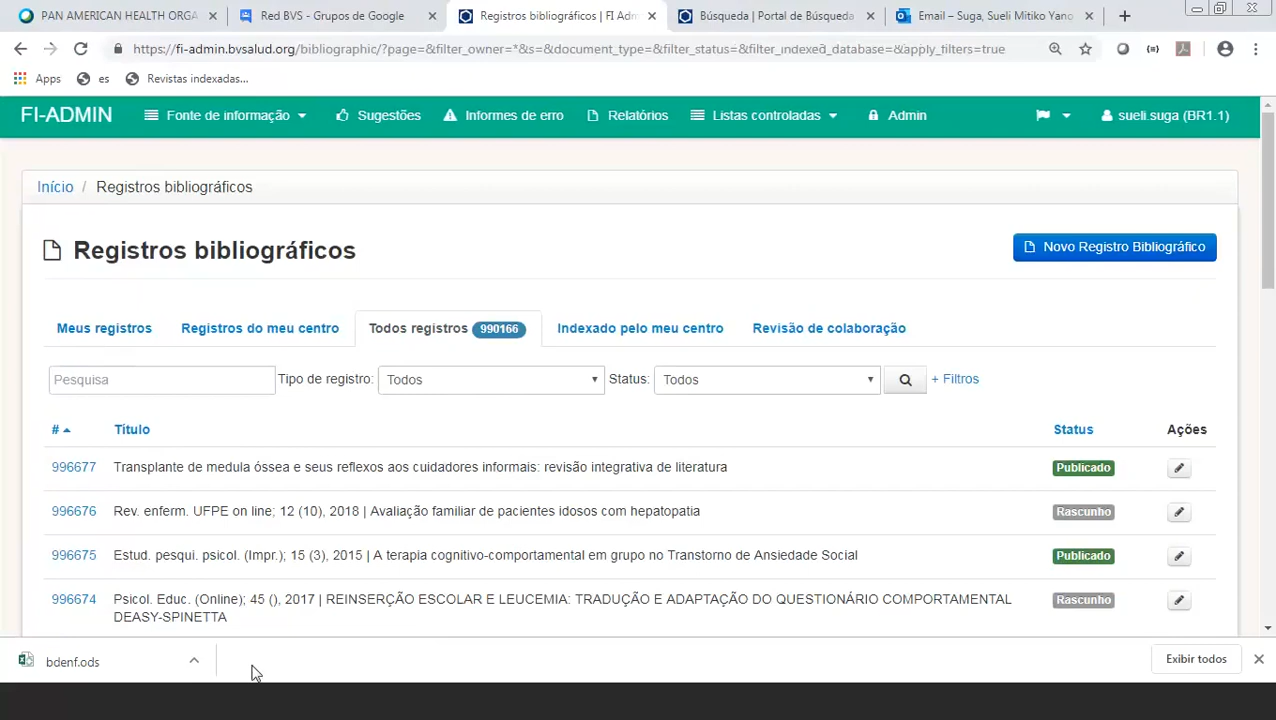 PAN AMERICAN HEALTH ORGA
Red BVS - Grupos de Google
Registros bibliográficos | FI Adm
Búsqueda | Portal de Búsqueda
Email – Suga, Sueli Mitiko Yano
https://fi-admin.bvsalud.org/bibliographic/?page=&filter_owner=*&s=&document_type=&filter_status=&filter_indexed_database=&apply_filters=true
Apps
es
Revistas indexadas...
FI-ADMIN
Fonte de informação
Sugestões
Informes de erro
Relatórios
Listas controladas
Admin
sueli.suga (BR1.1)
Início / Registros bibliográficos
Registros bibliográficos
Novo Registro Bibliográfico
Meus registros
Registros do meu centro
Todos registros 990166
Indexado pelo meu centro
Revisão de colaboração
Pesquisa
Tipo de registro: Todos
Status: Todos
+ Filtros
# Título Status Ações
996677 Transplante de medula óssea e seus reflexos aos cuidadores informais: revisão integrativa de literatura Publicado
996676 Rev. enferm. UFPE on line; 12 (10), 2018 | Avaliação familiar de pacientes idosos com hepatopatia Rascunho
996675 Estud. pesqui. psicol. (Impr.); 15 (3), 2015 | A terapia cognitivo-comportamental em grupo no Transtorno de Ansiedade Social Publicado
996674 Psicol. Educ. (Online); 45 (), 2017 | REINSERÇÃO ESCOLAR E LEUCEMIA: TRADUÇÃO E ADAPTAÇÃO DO QUESTIONÁRIO COMPORTAMENTAL Rascunho
DEASY-SPINETTA
bdenf.ods
Exibir todos